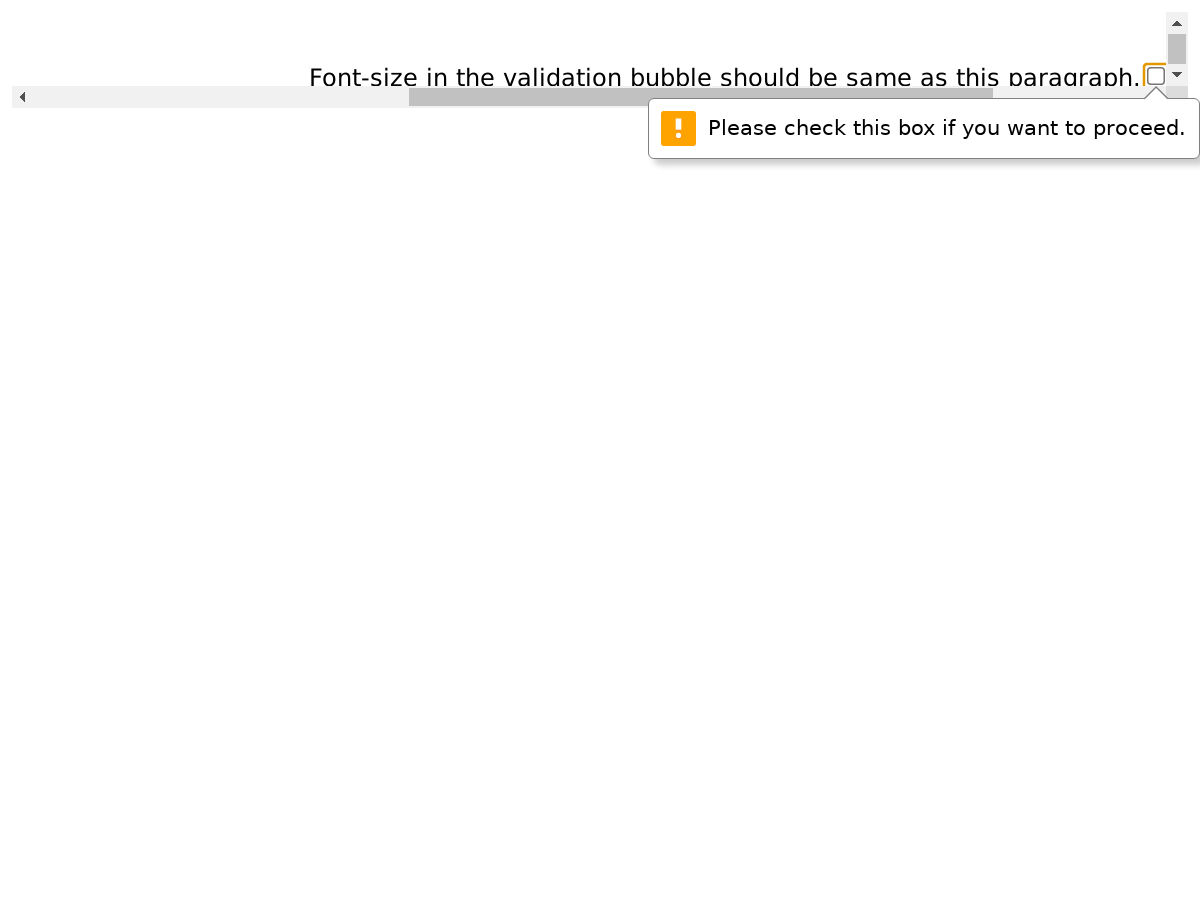 Font-size in the validation bubble should be same as this paragraph.
Please check this box if you want to proceed.